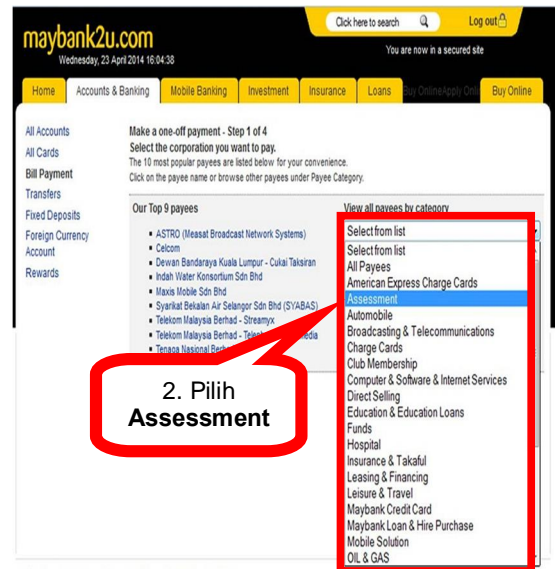 maybank2u.com
Wednesday, 23 April 2014 16:04:38
Click here to search
Log out
You are now in a secured site
Home
Accounts & Banking
Mobile Banking
Investment
Insurance
Loans
Buy OnlineApply Onli
Buy Online
All Accounts
All Cards
Bill Payment
Transfers
Fixed Deposits
Foreign Currency
Account
Rewards
Make a one-off payment - Step 1 of 4
Select the corporation you want to pay.
The 10 most popular payees are listed below for your convenience.
Click on the payee name or browse other payees under Payee Category.
Our Top 9 payees
ASTRO (Measat Broadcast Network Systems)
Celcom
Dewan Bandaraya Kuala Lumpur - Cukai Taksiran
Indah Water Konsortium Sdn Bhd
Maxis Mobile Sdn Bhd
Syarikat Bekalan Air Selangor Sdn Bhd (SYABAS)
Telekom Malaysia Berhad - Streamyx
Telekom Malaysia Berhad
Tenaga Nasional
View all payees by category
Select from list
Select from list
All Payees
American Express Charge Cards
Assessment
Automobile
Broadcasting & Telecommunications
Charge Cards
Club Membership
Computer & Software & Internet Services
Direct Selling
Education & Education Loans
Funds
Hospital
Insurance & Takaful
Leasing & Financing
Leisure & Travel
Maybank Credit Card
Maybank Loan & Hire Purchase
Mobile Solution
OIL & GAS
2. Pilih
Assessment